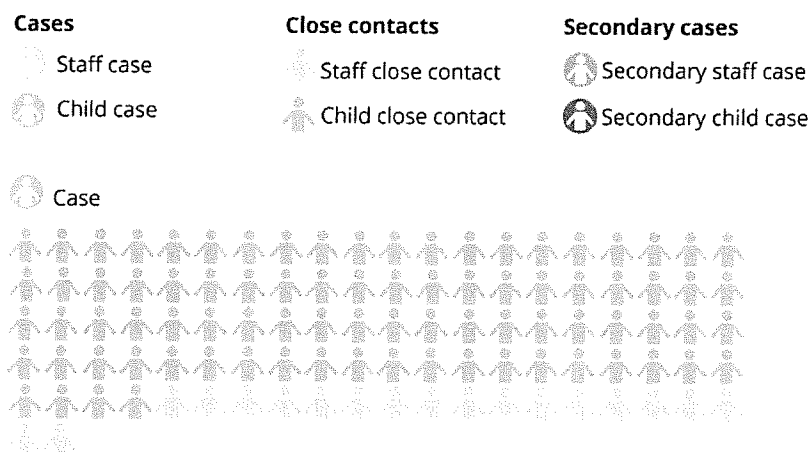 Cases
Close contacts
Secondary cases
Staff case
Staff close contact
Secondary staff case
Child case
Child close contact
Secondary child case
Case